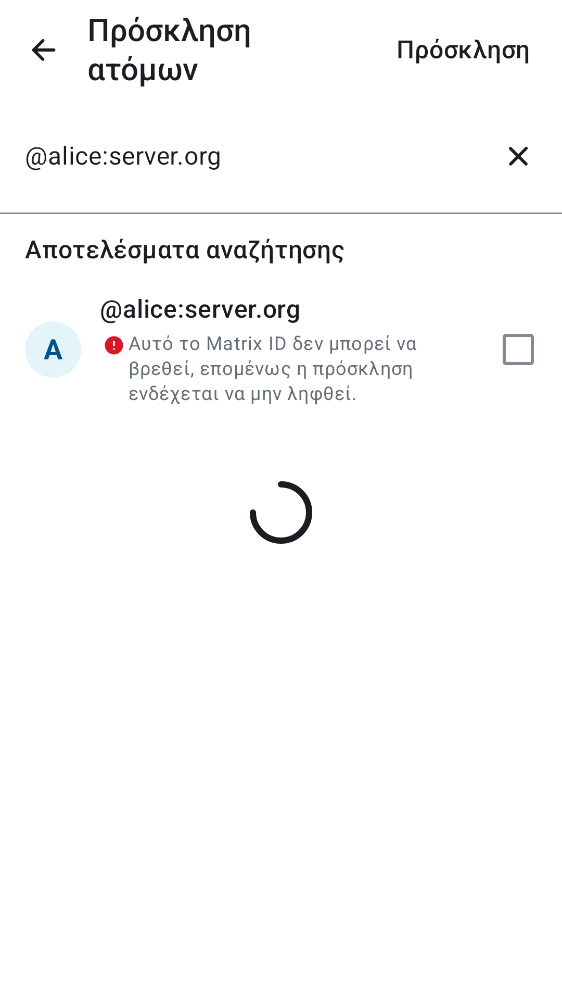 Πρόσκληση
ατόμων
Πρόσκληση
@alice:server.org
Αποτελέσματα αναζήτησης
A
@alice:server.org
Αυτό το Matrix ID δεν μπορεί να
βρεθεί, επομένως η πρόσκληση
ενδέχεται να μην ληφθεί.